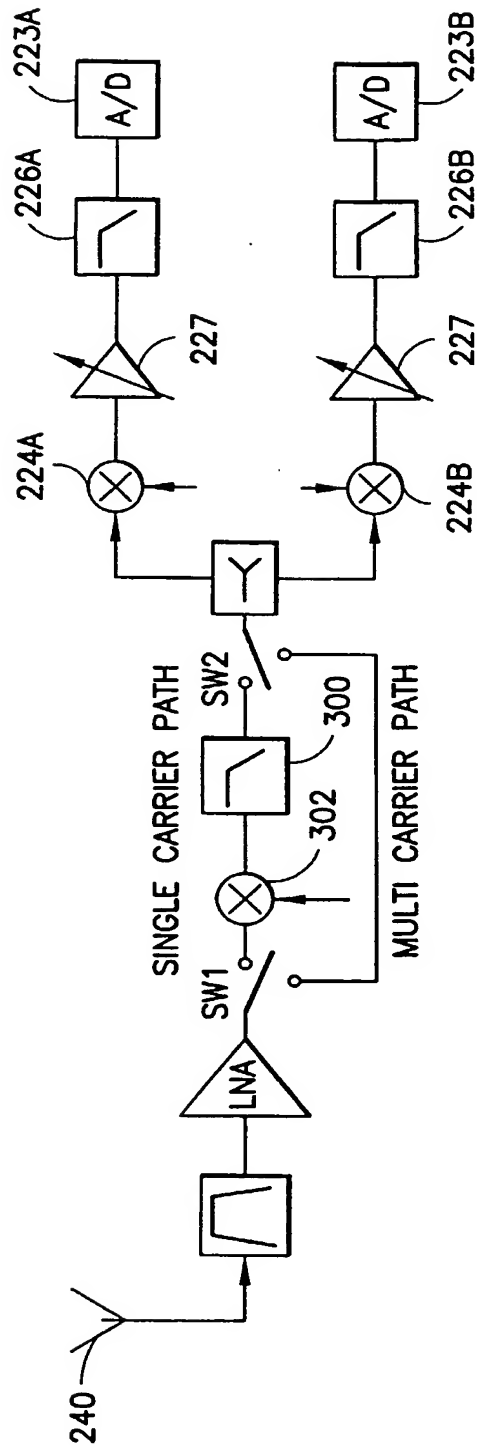 240
LNA
SW1
SINGLE CARRIER PATH
302
300
SW2
MULTI CARRIER PATH
224A
227
226A
223A
A/D
224B
227
226B
223B
A/D